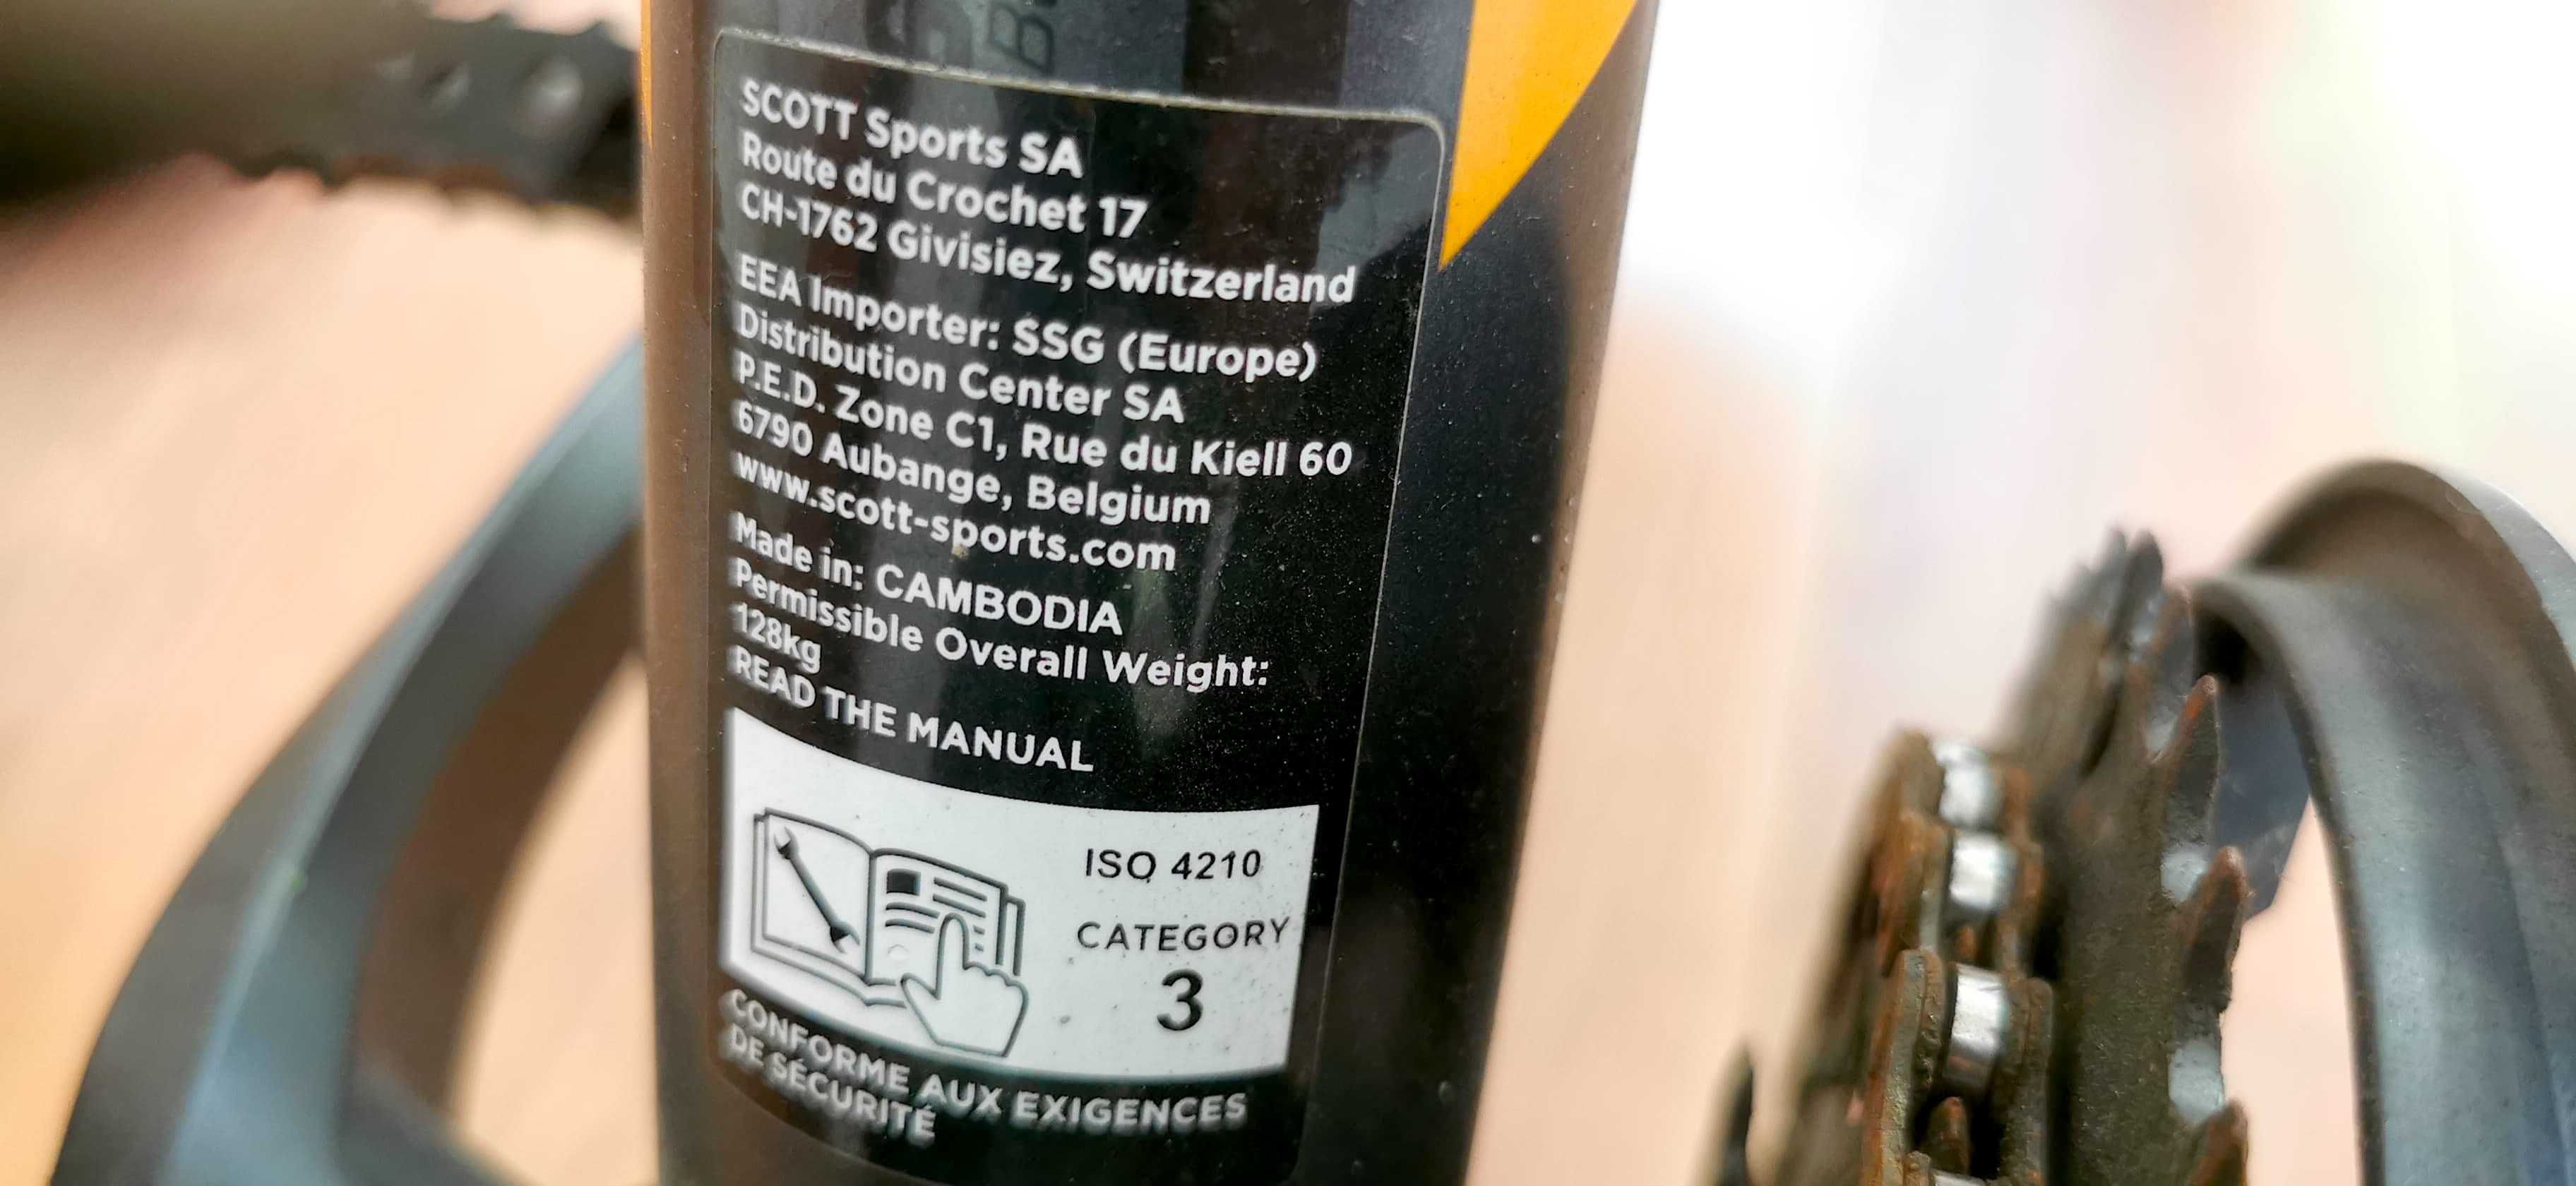 SCOTT Sports SA
Route du Crochet 17
CH-1762 Givisiez, Switzerland
EEA Importer: SSG (Europe)
Distribution Center SA
P.E.D. Zone C1, Rue du Kiell 60
6790 Aubange, Belgium
www.scott-sports.com
Made in: CAMBODIA
Permissible Overall Weight:
128kg
READ THE MANUAL
ISO 4210
CATEGORY
3
CONFORME AUX EXIGENCES
DE SÉCURITÉ